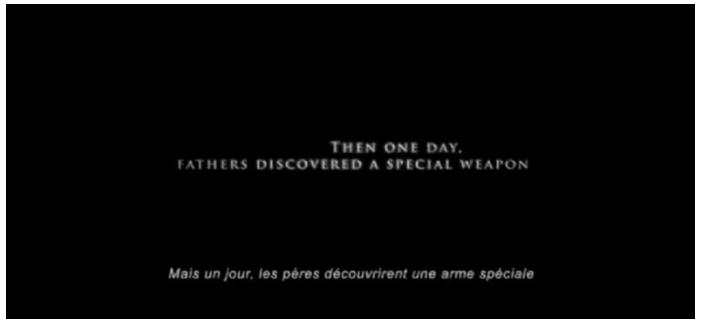 THEN ONE DAY,
FATHERS DISCOVERED A SPECIAL WEAPON
Mais un jour, les pères découvrirent une arme spéciale